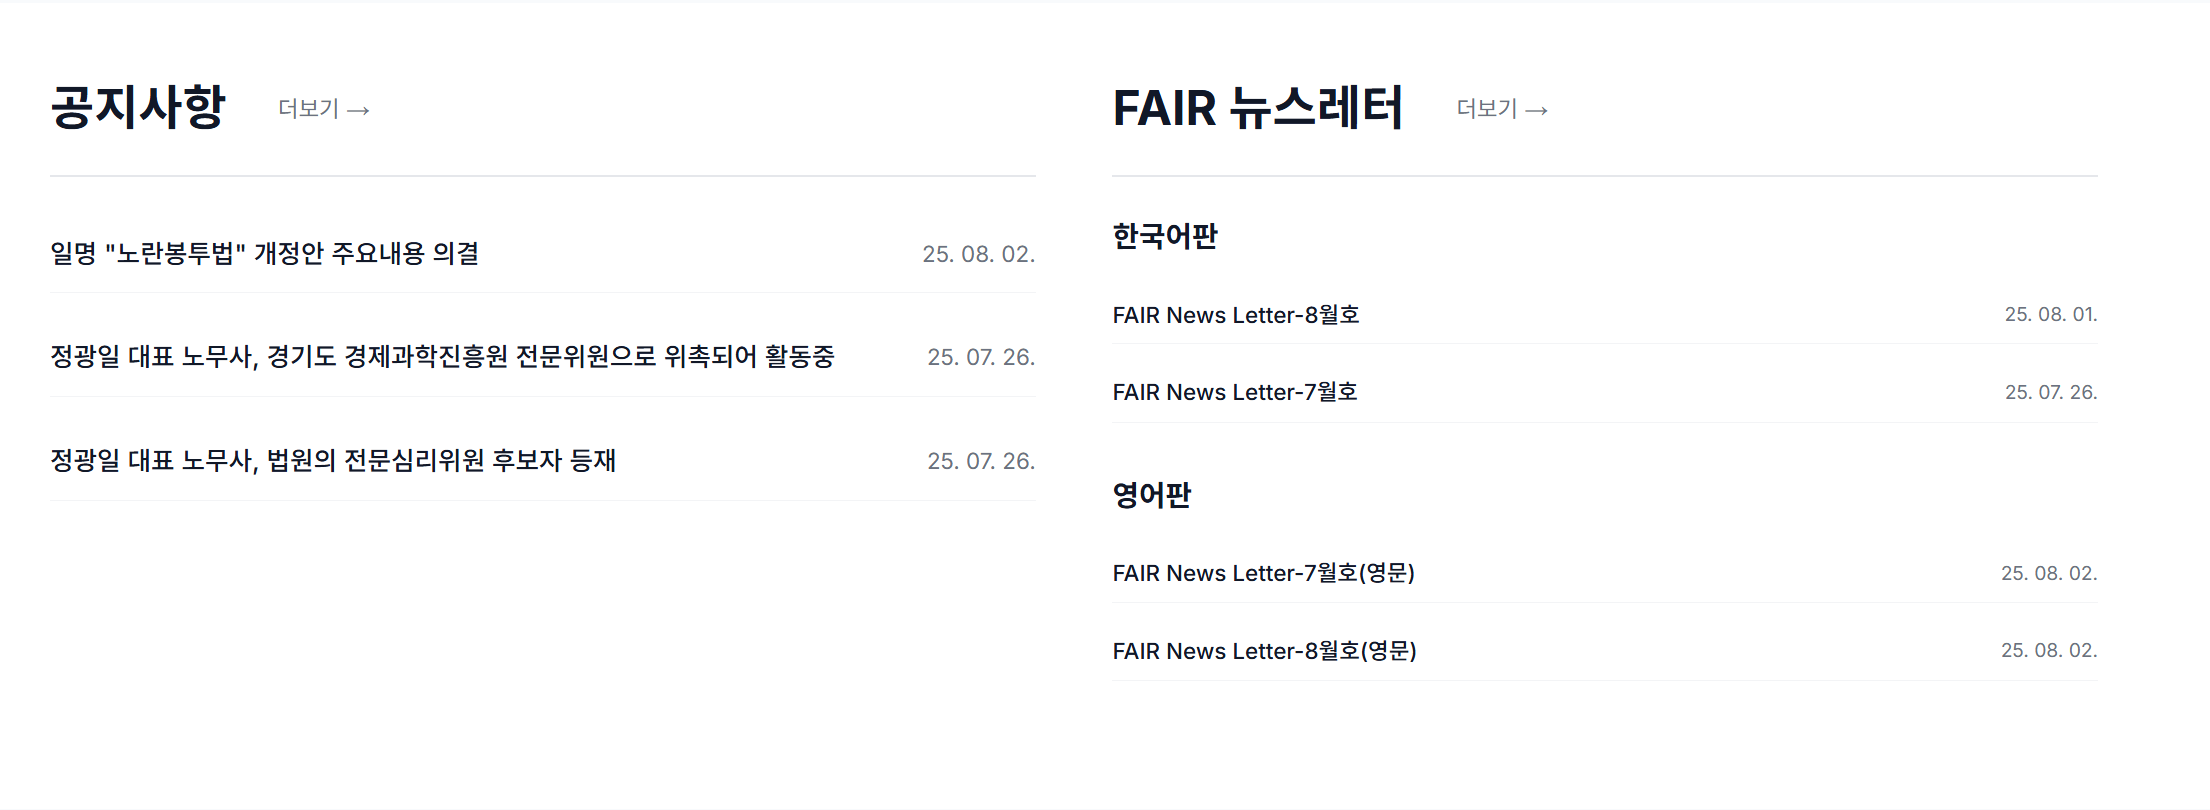 공지사항 더보기 →
일명 "노란봉투법" 개정안 주요내용 의결 25. 08. 02.
정광일 대표 노무사, 경기도 경제과학진흥원 전문위원으로 위촉되어 활동중 25. 07. 26.
정광일 대표 노무사, 법원의 전문심리위원 후보자 등재 25. 07. 26.
FAIR 뉴스레터 더보기 →
한국어판
FAIR News Letter-8월호 25. 08. 01.
FAIR News Letter-7월호 25. 07. 26.
영어판
FAIR News Letter-7월호(영문) 25. 08. 02.
FAIR News Letter-8월호(영문) 25. 08. 02.